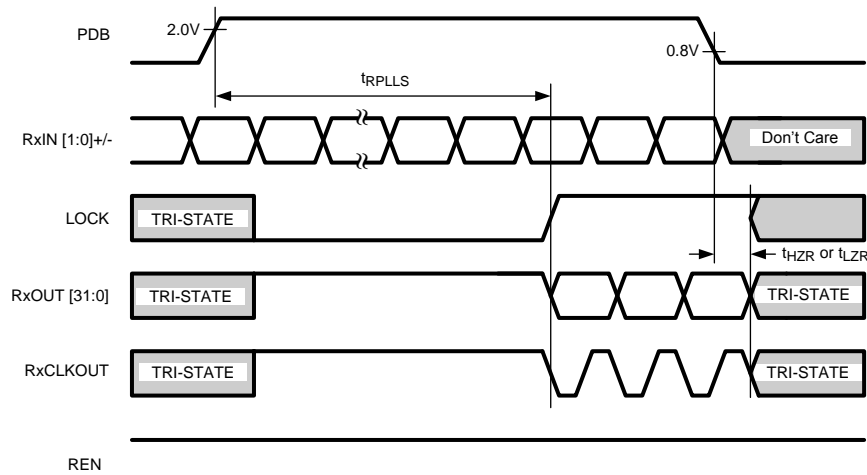 PDB
2.0V
0.8V
tRPLLS
RxIN [1:0]+/-
Don't Care
LOCK
TRI-STATE
tHZR or tLZR
RxOUT [31:0]
TRI-STATE
TRI-STATE
RxCLKOUT
TRI-STATE
TRI-STATE
REN